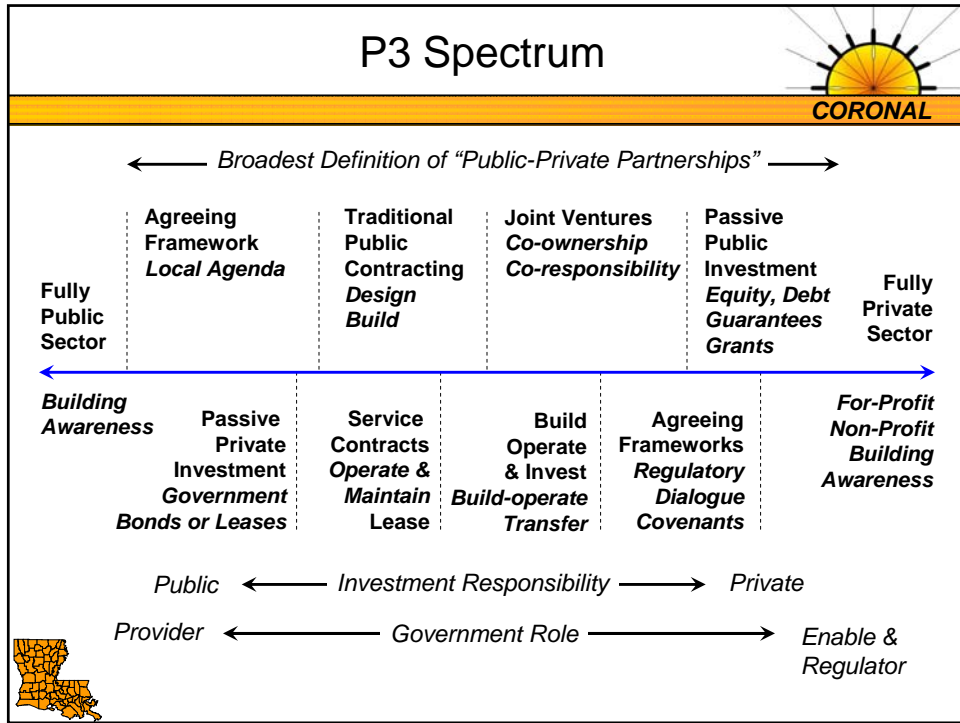 P3 Spectrum
CORONAL
Broadest Definition of “Public-Private Partnerships”
Fully
Public
Sector
Agreeing
Framework
Local Agenda
Traditional
Public
Contracting
Design
Build
Joint Ventures
Co-ownership
Co-responsibility
Passive
Public
Investment
Equity, Debt
Guarantees
Grants
Fully
Private
Sector
Building
Awareness
Passive
Private
Investment
Government
Bonds or Leases
Service
Contracts
Operate &
Maintain
Lease
Build
Operate
& Invest
Build-operate
Transfer
Agreeing
Frameworks
Regulatory
Dialogue
Covenants
For-Profit
Non-Profit
Building
Awareness
Public Investment Responsibility Private
Provider Government Role Enable &
Regulator